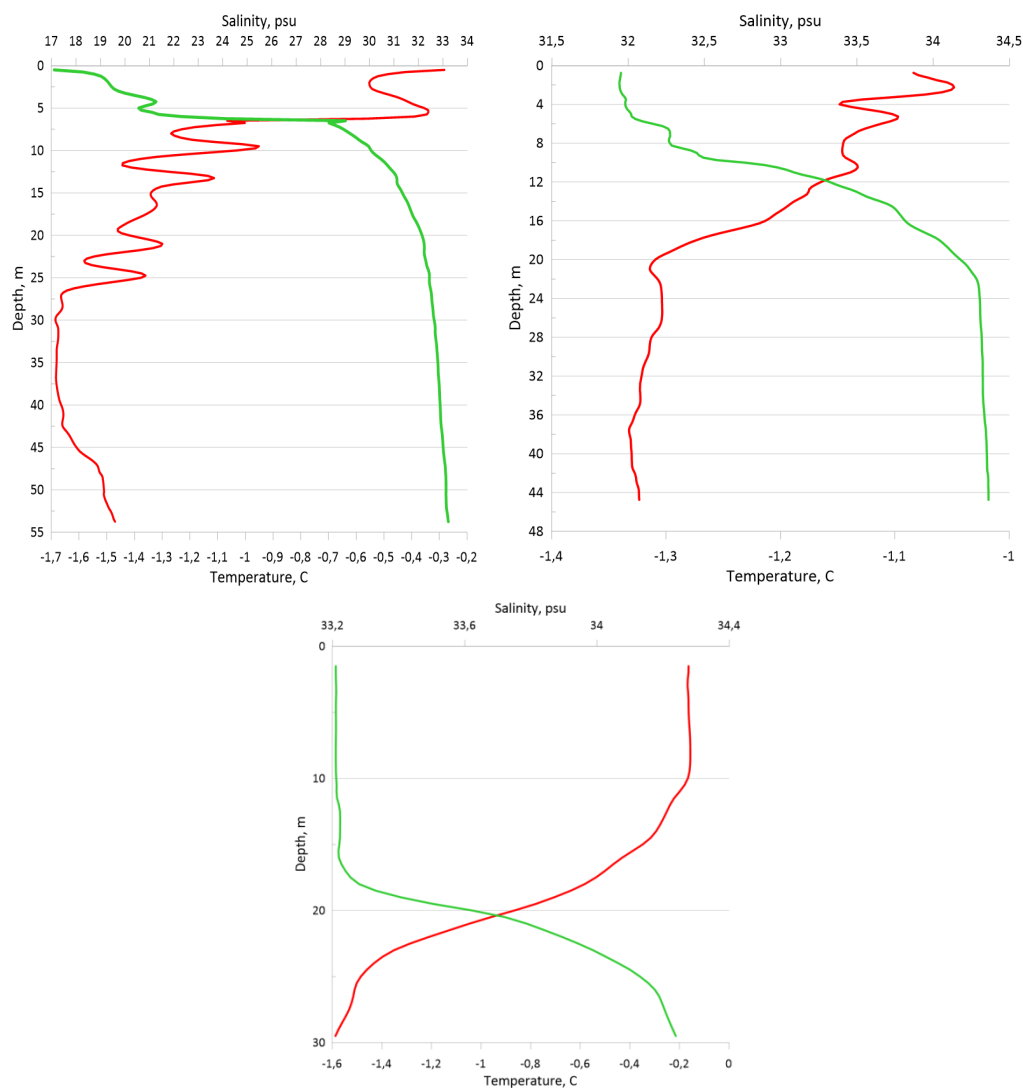 Salinity, psu
17 18 19 20 21 22 23 24 25 26 27 28 29 30 31 32 33 34
0
5
10
15
20
25
30
35
40
45
50
55
Depth, m
-1,7 -1,6 -1,5 -1,4 -1,3 -1,2 -1,1 -1 -0,9 -0,8 -0,7 -0,6 -0,5 -0,4 -0,3 -0,2
Temperature, C
Salinity, psu
31,5 32 32,5 33 33,5 34 34,5
0
4
8
12
16
20
24
28
32
36
40
44
48
Depth, m
-1,4 -1,3 -1,2 -1,1 -1
Temperature, C
Salinity, psu
33,2 33,6 34 34,4
0
10
20
30
Depth, m
-1,6 -1,4 -1,2 -1 -0,8 -0,6 -0,4 -0,2 0
Temperature, C